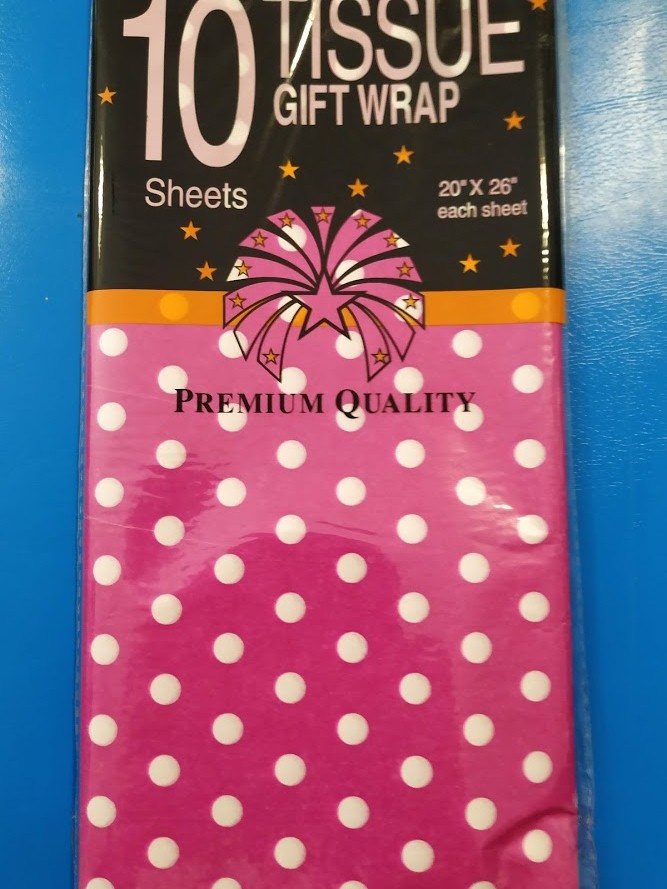 10 TISSUE
GIFT WRAP
Sheets
20" X 26"
each sheet
PREMIUM QUALITY